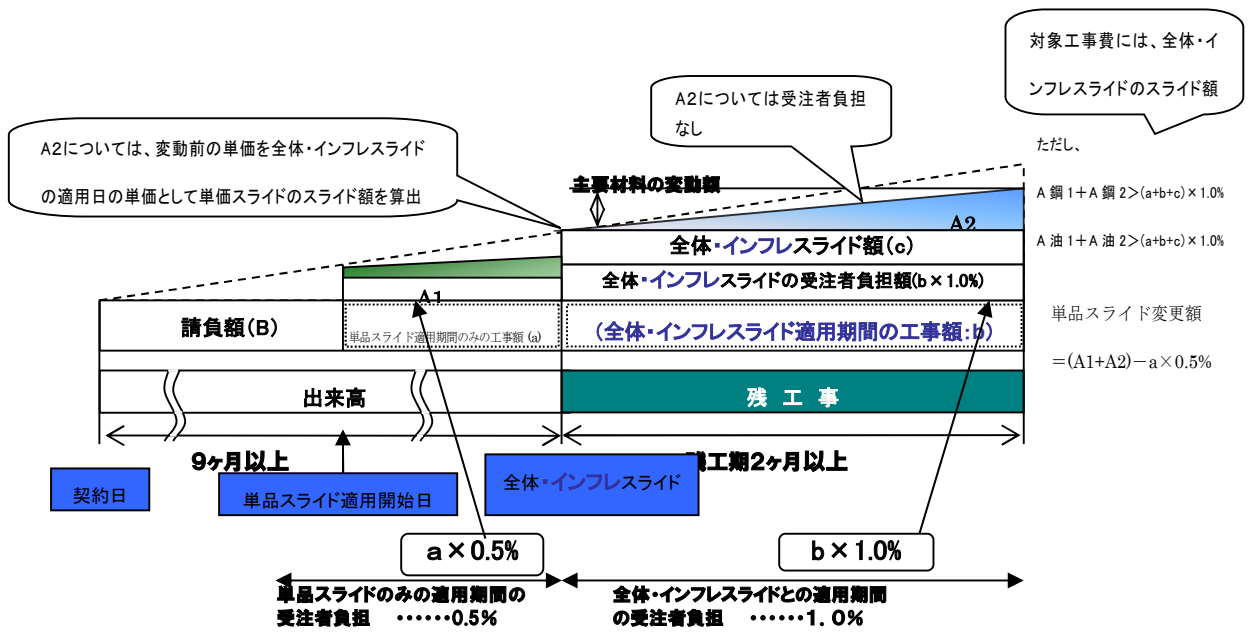 対象工事費には、全体・イ
ンフレスライドのスライド額
A2については受注者負担
なし
A2については、変動前の単価を全体・インフレスライド
の適用日の単価として単価スライドのスライド額を算出
ただし、
主要材料の変動額
A 鋼 1+A 鋼 2>(a+b+c)×1.0%
A2
A 油 1+A 油 2>(a+b+c)×1.0%
全体・インフレスライド額(c)
全体・インフレスライドの受注者負担額(b×1.0%)
A1
請負額(B)
単品スライド適用期間のみの工事額 (a)
(全体・インフレスライド適用期間の工事額:b)
単品スライド変更額
=(A1+A2)-a×0.5%
出来高
残 工 事
9ヶ月以上
残工期2ヶ月以上
契約日
単品スライド適用開始日
全体・インフレスライド
a×0.5%
b×1.0%
単品スライドのみの適用期間の
受注者負担 ……0.5%
全体・インフレスライドとの適用期間
の受注者負担 ……1.0%